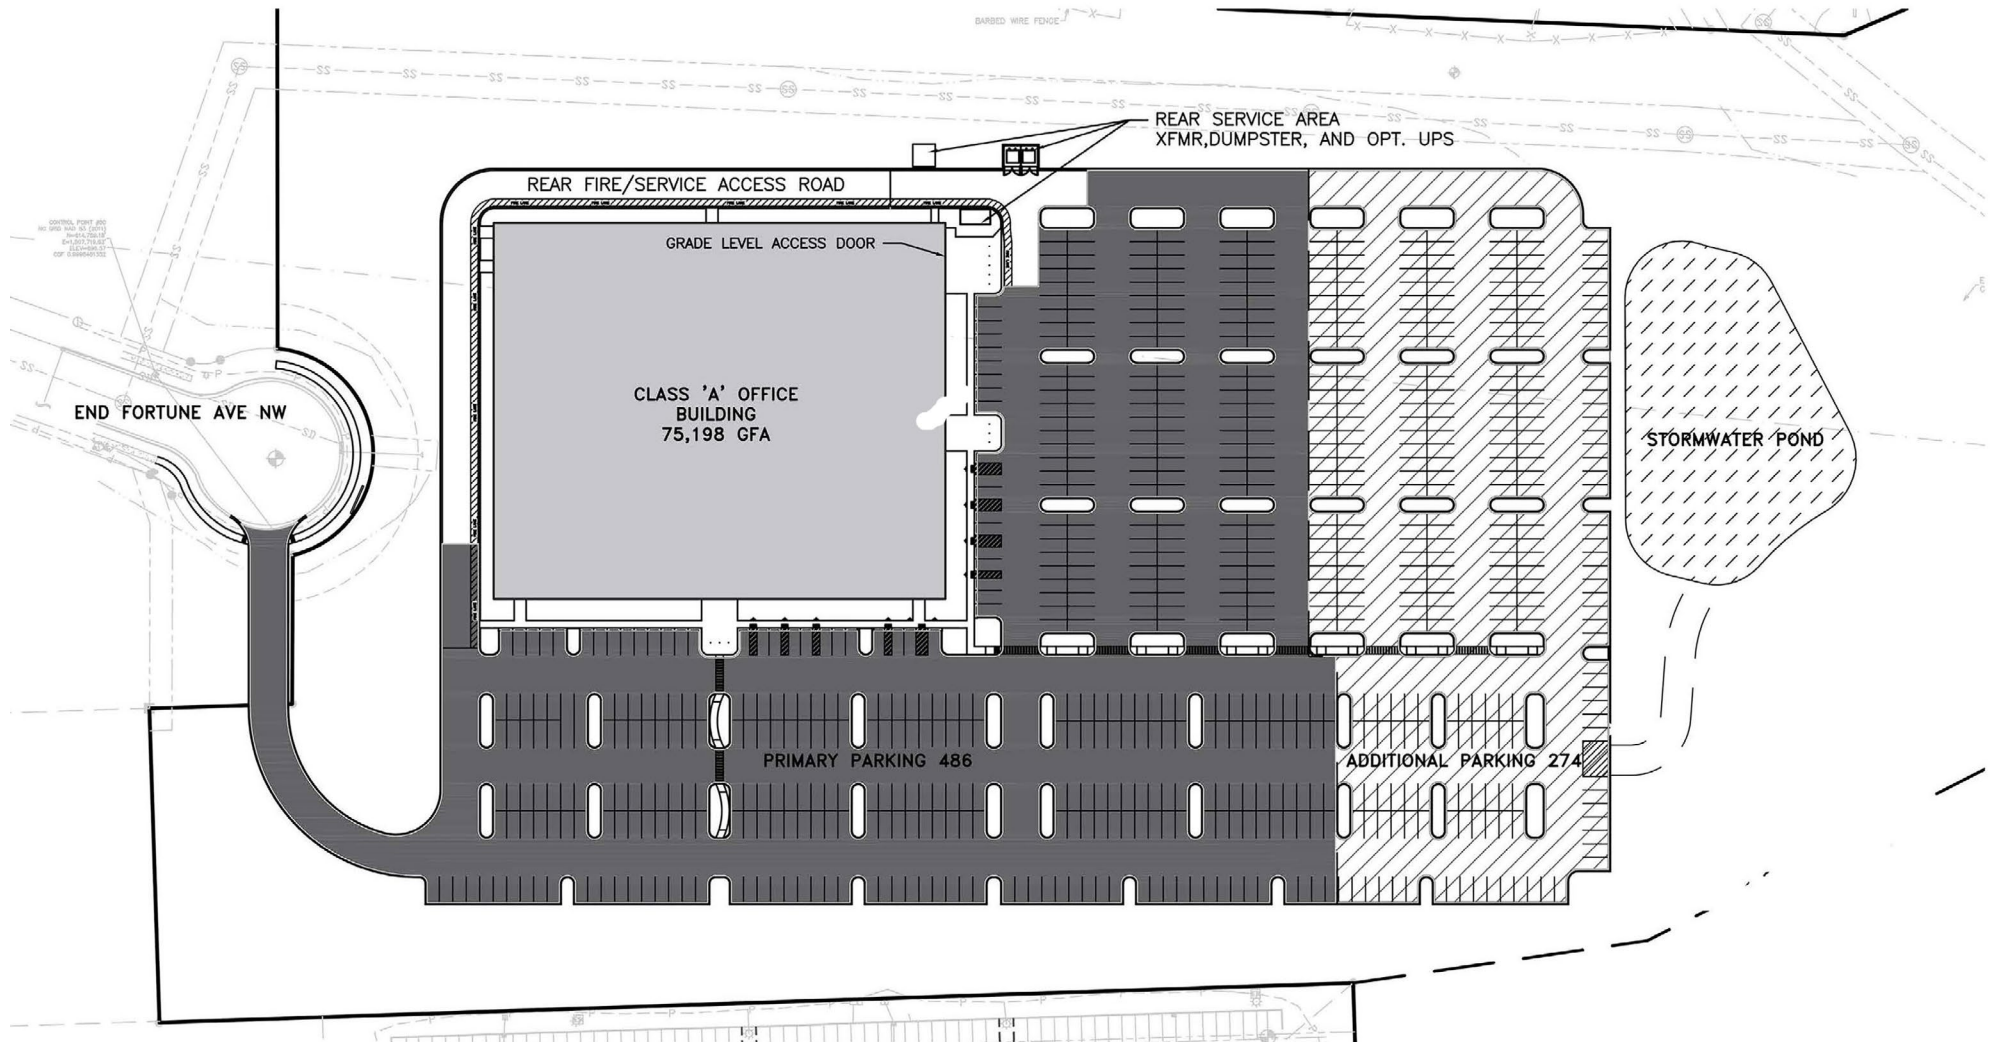 BARBED WIRE FENCE
REAR SERVICE AREA
XFMR,DUMPSTER, AND OPT. UPS
REAR FIRE/SERVICE ACCESS ROAD
GRADE LEVEL ACCESS DOOR
CLASS 'A' OFFICE
BUILDING
75,198 GFA
END FORTUNE AVE NW
STORMWATER POND
PRIMARY PARKING 486
ADDITIONAL PARKING 274